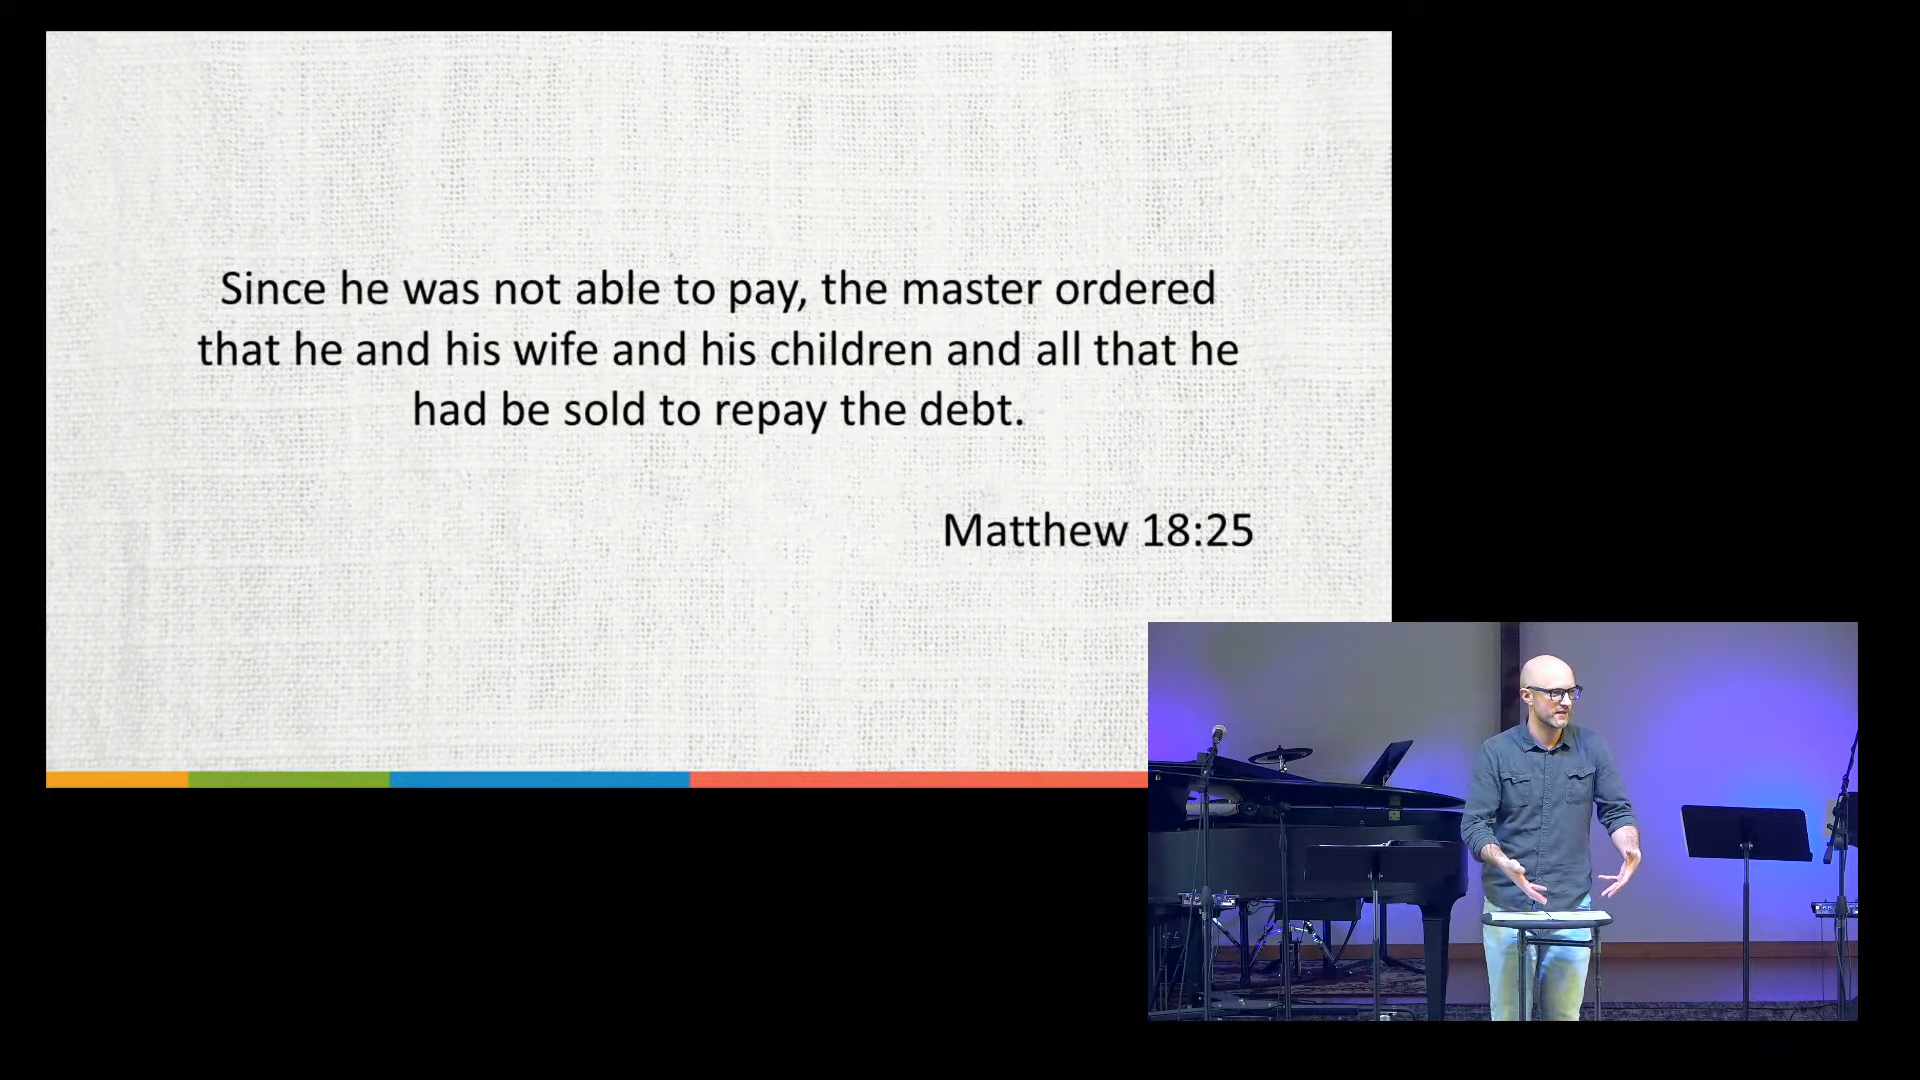 Since he was not able to pay, the master ordered
that he and his wife and his children and all that he
had be sold to repay the debt.
Matthew 18:25